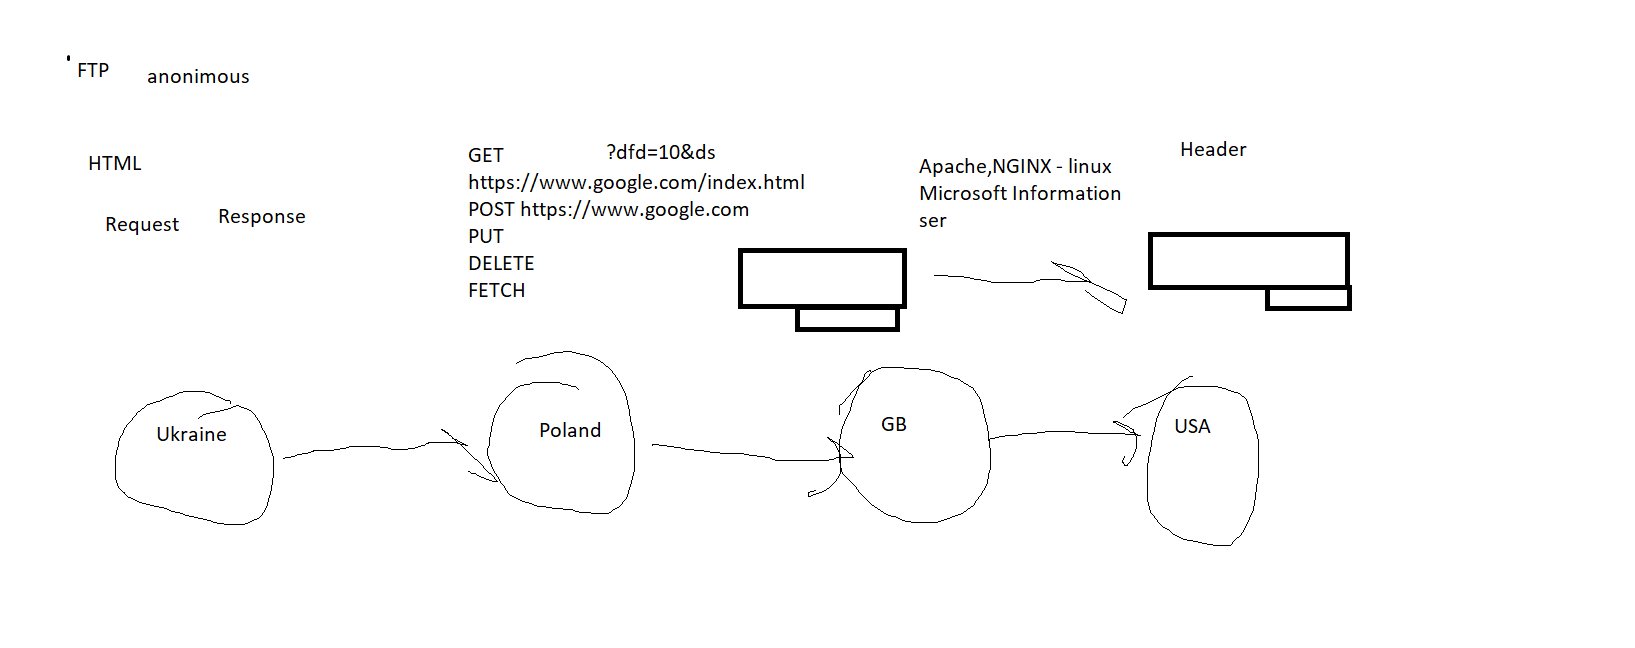 FTP
anonimous
HTML
Request
Response
GET
?dfd=10&ds
https://www.google.com/index.html
POST https://www.google.com
PUT
DELETE
FETCH
Apache,NGINX - linux
Microsoft Information
ser
Header
Ukraine
Poland
GB
USA